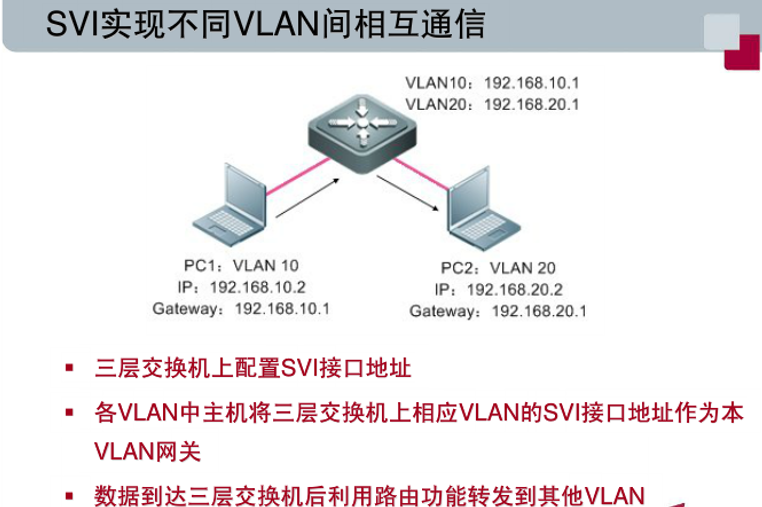 SVI实现不同VLAN间相互通信
VLAN10：192.168.10.1
VLAN20：192.168.20.1
PC1：VLAN 10
IP：192.168.10.2
Gateway：192.168.10.1
PC2：VLAN 20
IP：192.168.20.2
Gateway：192.168.20.1
▪ 三层交换机上配置SVI接口地址
▪ 各VLAN中主机将三层交换机上相应VLAN的SVI接口地址作为本
VLAN网关
▪ 数据到达三层交换机后利用路由功能转发到其他VLAN